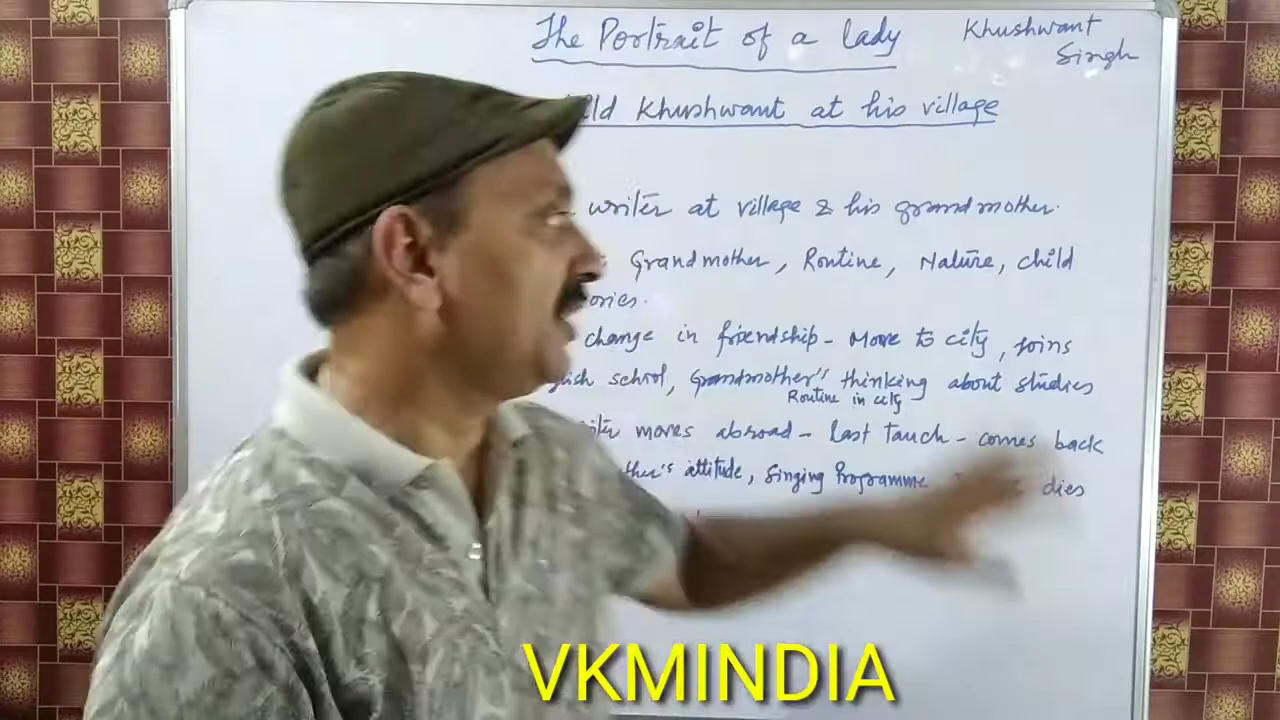 The Portrait of a lady
Khushwant
Singh
Khushwant at his village
writer at village & his grandmother.
Grandmother, Routine, Nature, child
change in friendship - Move to city, joins
school, Grandmother's thinking about studies
Routine in city
moves abroad - last touch - comes back
attitude, singing Programme dies
VKMINDIA